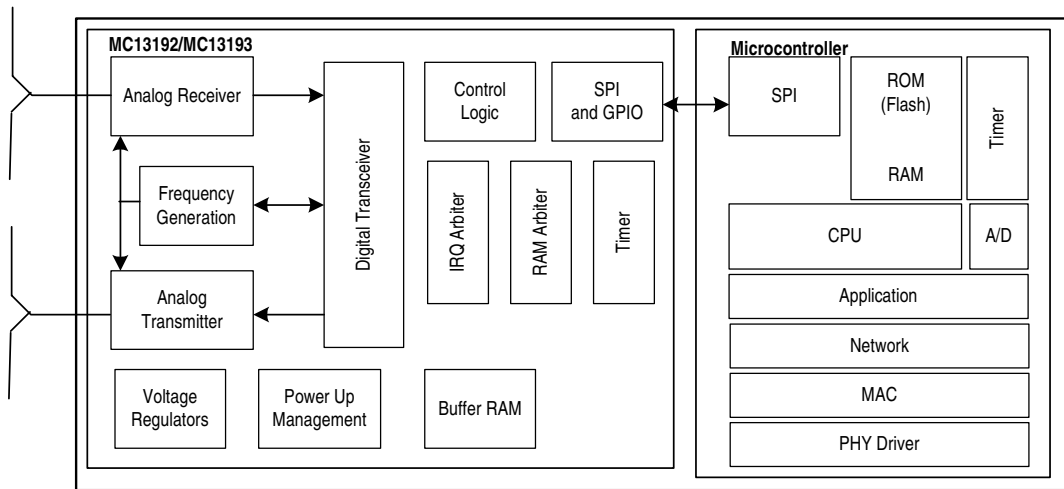 MC13192/MC13193
Analog Receiver
Frequency
Generation
Analog
Transmitter
Voltage
Regulators
Power Up
Management
Digital Transceiver
Control
Logic
SPI
and GPIO
IRQ Arbiter
RAM Arbiter
Timer
Buffer RAM
Microcontroller
SPI
ROM
(Flash)
RAM
Timer
CPU
A/D
Application
Network
MAC
PHY Driver